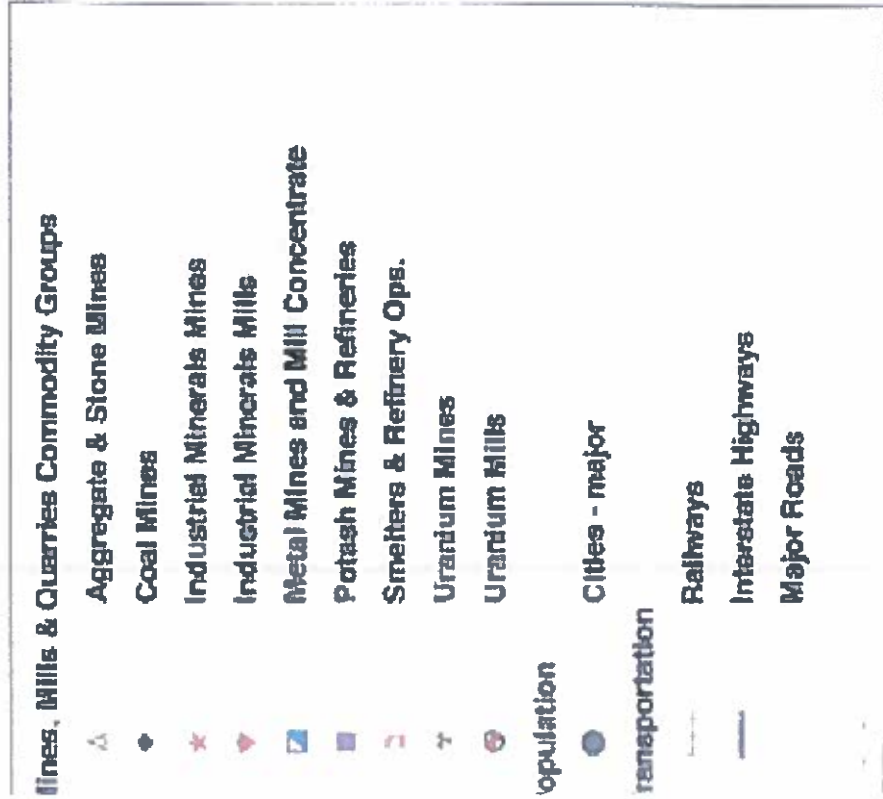 lines, Mills & Quarries Commodity Groups
Aggregate & Stone Mines
Coal Mines
Industrial Minerals Mines
Industrial Minerals Mills
Metal Mines and Mill Concentrate
Potash Mines & Refineries
Smelters & Refinery Ops.
Uranium Mines
Uranium Mills
opulation
Cities - major
ransportation
Railways
Interstate Highways
Major Roads